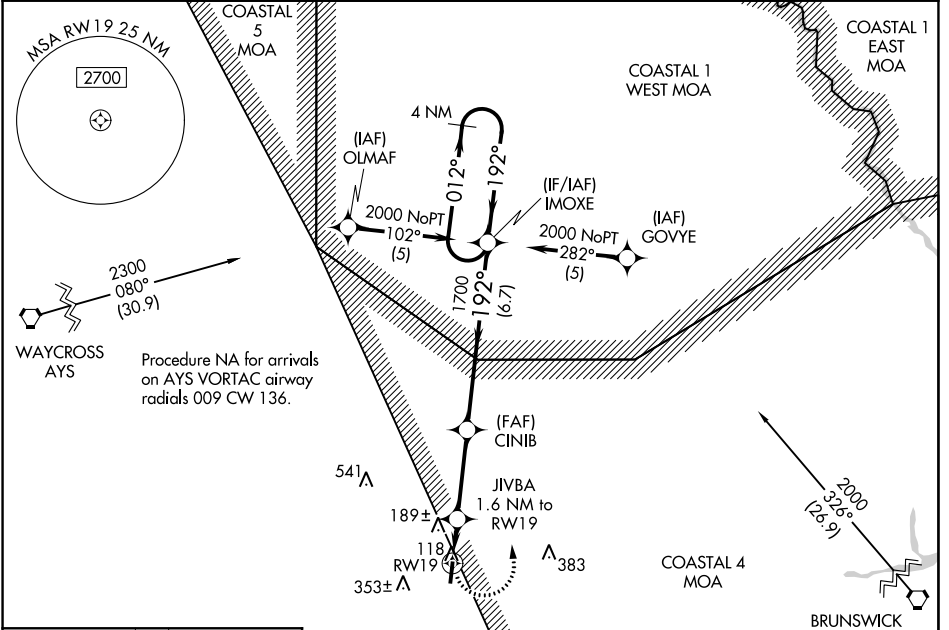 MSA RW19 25 NM
2700
COASTAL
5
MOA
COASTAL 1
WEST MOA
COASTAL 1
EAST
MOA
4 NM
(IAF)
OLMAF
012°
192°
(IF/IAF)
IMOXE
(IAF)
GOVYE
2000 NoPT
102°
(5)
2000 NoPT
282°
(5)
1700
192°
(6.7)
2300
080°
(30.9)
WAYCROSS
AYS
Procedure NA for arrivals
on AYS VORTAC airway
radials 009 CW 136.
(FAF)
CINIB
541
JIVBA
1.6 NM to
RW19
189±
118
RW19
353±
383
COASTAL 4
MOA
2000
326°
(26.9)
BRUNSWICK